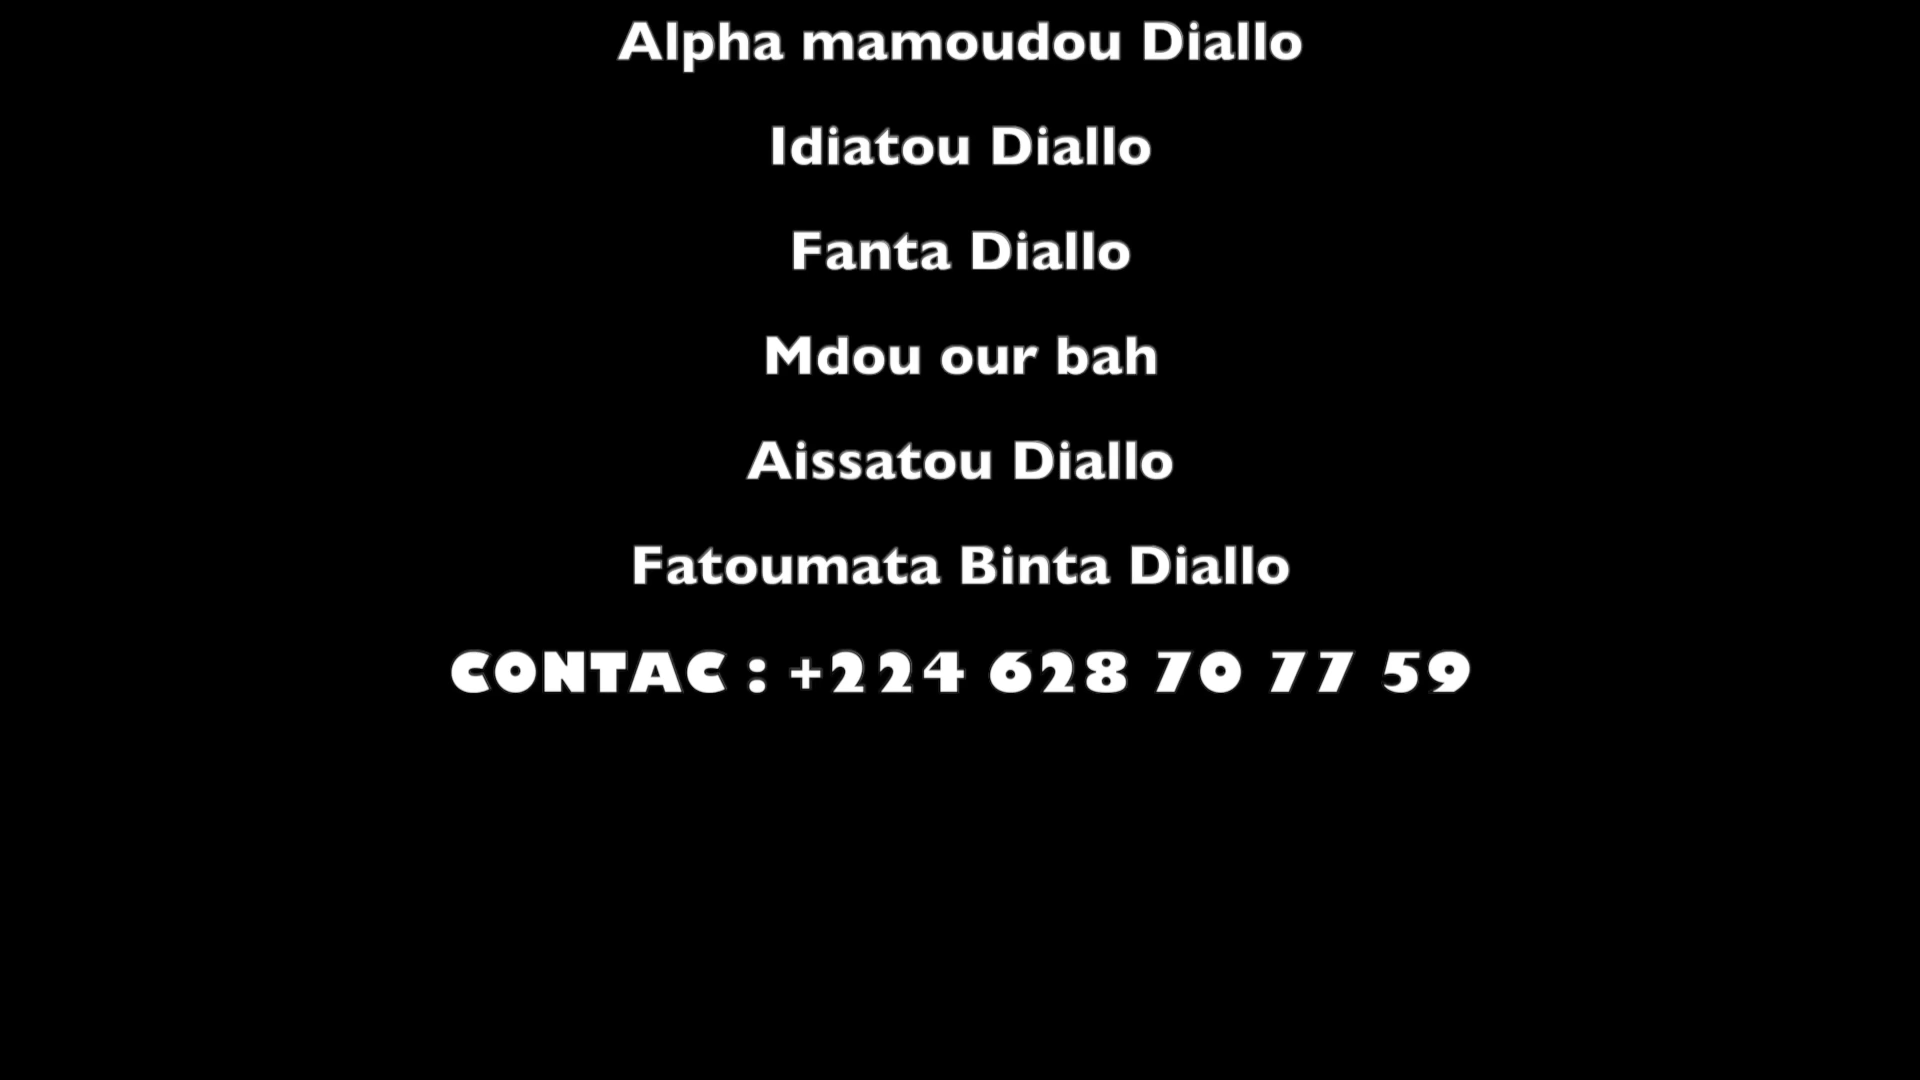 Alpha mamoudou Diallo
Idiatou Diallo
Fanta Diallo
Mdou our bah
Aissatou Diallo
Fatoumata Binta Diallo
CONTAC : +224 628 70 77 59